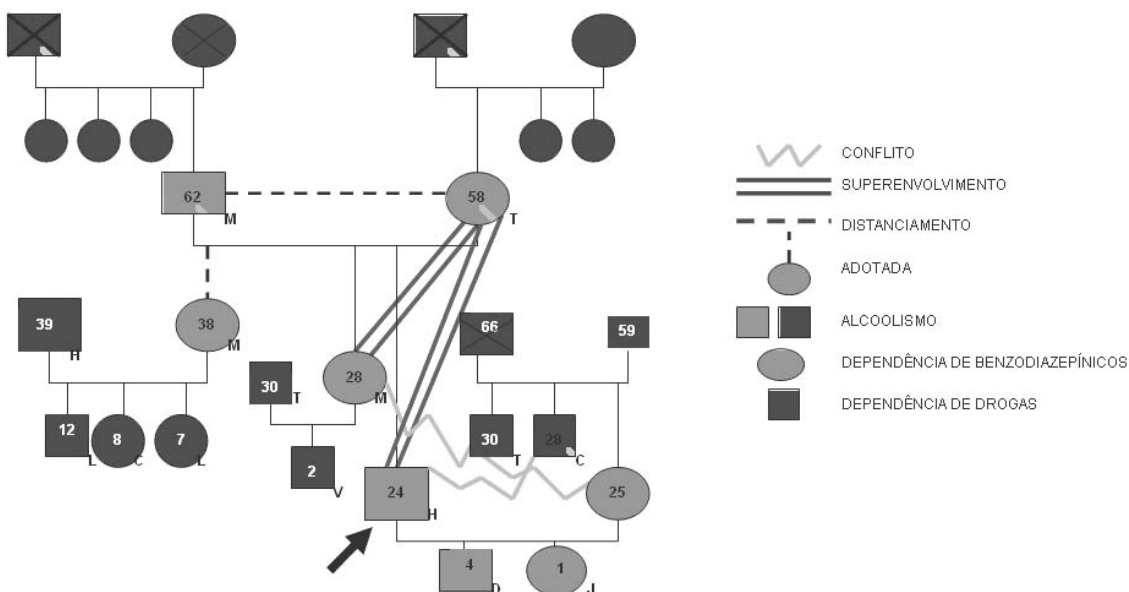 62
M
58
T
39
H
38
M
66
59
30
T
28
M
12
L
8
C
7
L
2
V
30
T
28
C
24
H
25
4
D
1
J
CONFLITO
SUPERENVOLVIMENTO
DISTANCIAMENTO
ADOTADA
ALCOOLISMO
DEPENDÊNCIA DE BENZODIAZEPÍNICOS
DEPENDÊNCIA DE DROGAS